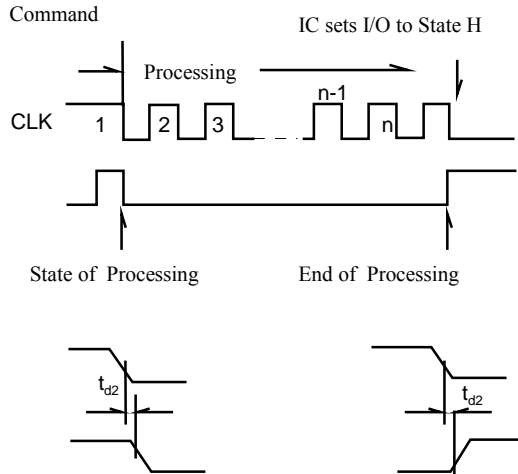 Command
IC sets I/O to State H
Processing
n-1
CLK 1 2 3 n
State of Processing End of Processing
td2 td2